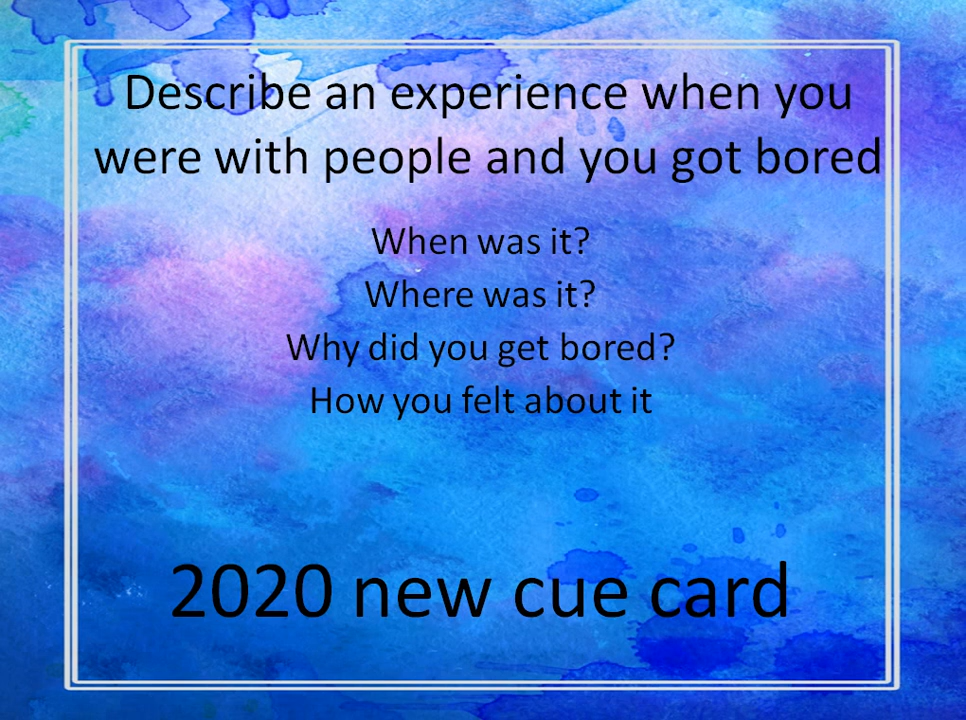 Describe an experience when you
were with people and you got bored
When was it?
Where was it?
Why did you get bored?
How you felt about it
2020 new cue card